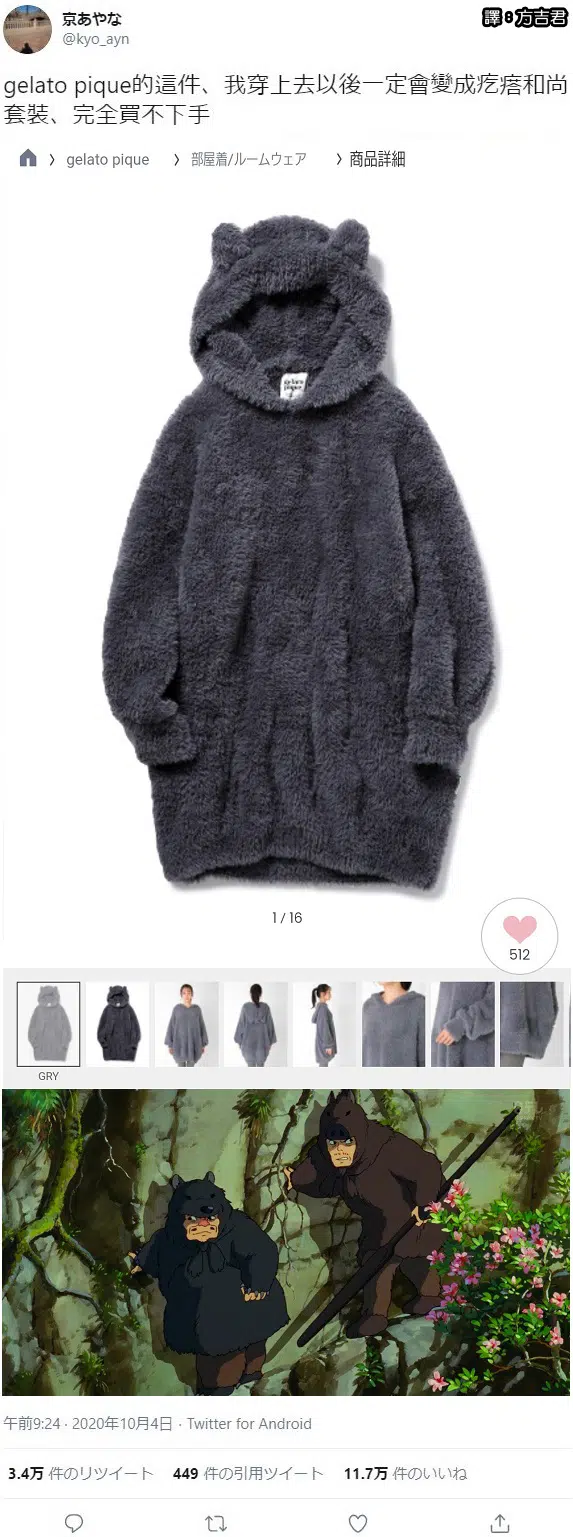 京あやな
@kyo_ayn
譯:方吉君
gelato pique的這件、我穿上去以後一定會變成疙瘩和尚
套裝、完全買不下手
gelato pique 部屋着/ルームウェア 商品詳細
gelato
pique
1 / 16
512
GRY
午前9:24 · 2020年10月4日 · Twitter for Android
3.4万 件のリツイート 449 件の引用ツイート 11.7万 件のいいね